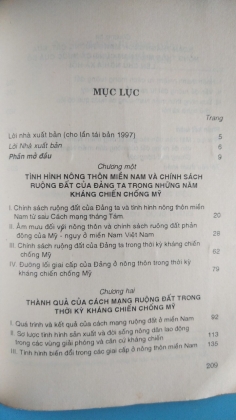 MỤC LỤC
Trang
Lời nhà xuất bản (cho lần tái bản 1997) 5
Lời Nhà xuất bản 6
Phần mở đầu 9
Chương một
TÌNH HÌNH NÔNG THÔN MIỀN NAM VÀ CHÍNH SÁCH
RUỘNG ĐẤT CỦA ĐẢNG TA TRONG NHỮNG NĂM
KHÁNG CHIẾN CHỐNG MỸ
I. Chính sách ruộng đất của Đảng ta và tình hình nông thôn miền
Nam từ sau Cách mạng tháng Tám 20
II. Âm mưu đối với nông thôn và chính sách ruộng đất phản
động của Mỹ - ngụy ở miền Nam Việt Nam 28
III. Chính sách ruộng đất của Đảng ta trong thời kỳ kháng chiến
chống Mỹ 62
IV. Đường lối giai cấp của Đảng ở nông thôn trong thời kỳ
kháng chiến chống Mỹ 79
Chương hai
THÀNH QUẢ CỦA CÁCH MẠNG RUỘNG ĐẤT TRONG
THỜI KỲ KHÁNG CHIẾN CHỐNG MỸ
I. Quá trình và kết quả của cách mạng ruộng đất ở miền Nam 92
II. Sơ lược tình hình sản xuất và đời sống nông dân lao động
trong các vùng giải phóng và căn cứ kháng chiến 113
III. Tình hình biến đổi trong các giai cấp ở nông thôn miền Nam 135
209